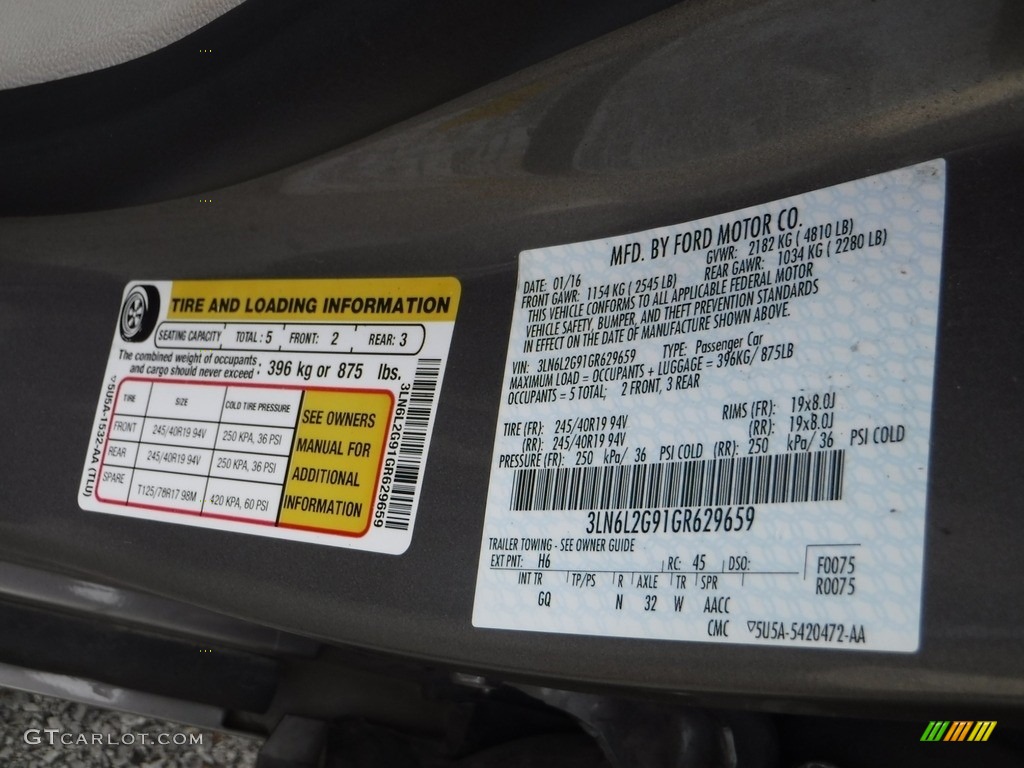 TIRE AND LOADING INFORMATION
SEATING CAPACITY TOTAL: 5 FRONT: 2 REAR: 3
The combined weight of occupants and cargo should never exceed : 396 kg or 875 lbs.
TIRE SIZE COLD TIRE PRESSURE
FRONT 245/40R19 94V 250 KPA, 36 PSI
REAR 245/40R19 94V 250 KPA, 36 PSI
SPARE T125/70R17 98M 420 KPA, 60 PSI
SEE OWNERS
MANUAL FOR
ADDITIONAL
INFORMATION
5U5A-1532-AA (TLU)
3LN6L2G91GR629659
MFD. BY FORD MOTOR CO.
DATE: 01/16 GVWR: 2182 KG ( 4810 LB)
FRONT GAWR: 1154 KG ( 2545 LB) REAR GAWR: 1034 KG ( 2280 LB)
THIS VEHICLE CONFORMS TO ALL APPLICABLE FEDERAL MOTOR
VEHICLE SAFETY, BUMPER, AND THEFT PREVENTION STANDARDS
IN EFFECT ON THE DATE OF MANUFACTURE SHOWN ABOVE.
VIN: 3LN6L2G91GR629659 TYPE: Passenger Car
MAXIMUM LOAD = OCCUPANTS + LUGGAGE = 396KG/ 875LB
OCCUPANTS = 5 TOTAL; 2 FRONT, 3 REAR
TIRE (FR): 245/40R19 94V RIMS (FR): 19x8.0J
(RR): 245/40R19 94V (RR): 19x8.0J
PRESSURE (FR): 250 kPa/ 36 PSI COLD (RR): 250 kPa/ 36 PSI COLD
3LN6L2G91GR629659
TRAILER TOWING - SEE OWNER GUIDE
EXT PNT: H6 RC: 45 DSO: F0075
R0075
INT TR TP/PS R AXLE TR SPR
GQ N 32 W AACC
CMC 5U5A-5420472-AA
GTCARLOT.COM